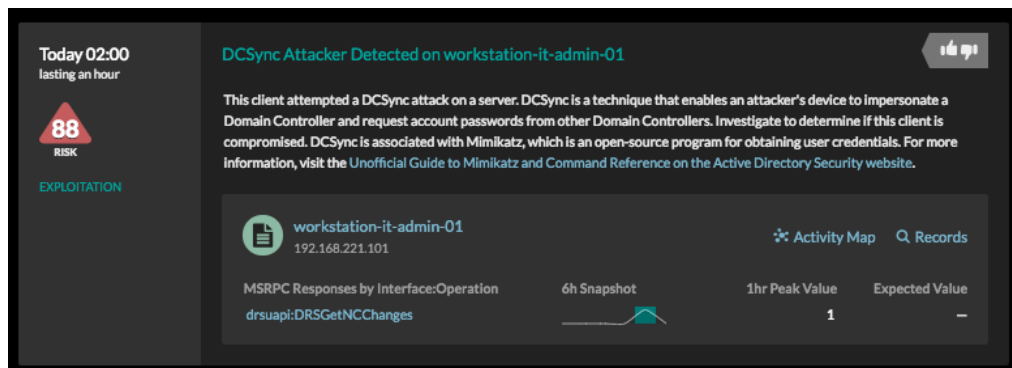 Today 02:00
lasting an hour
88
RISK
EXPLOITATION
DCSync Attacker Detected on workstation-it-admin-01
This client attempted a DCSync attack on a server. DCSync is a technique that enables an attacker's device to impersonate a
Domain Controller and request account passwords from other Domain Controllers. Investigate to determine if this client is
compromised. DCSync is associated with Mimikatz, which is an open-source program for obtaining user credentials. For more
information, visit the Unofficial Guide to Mimikatz and Command Reference on the Active Directory Security website.
workstation-it-admin-01
192.168.221.101
Activity Map Records
MSRPC Responses by Interface:Operation 6h Snapshot 1hr Peak Value Expected Value
drsuapi:DRSGetNCChanges 1 —